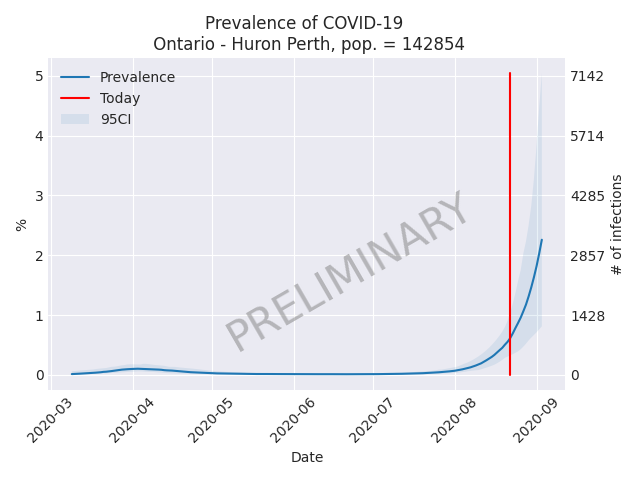 Prevalence of COVID-19
Ontario - Huron Perth, pop. = 142854
Prevalence
Today
95CI
5
4
3
2
1
0
%
7142
5714
4285
2857
1428
0
# of infections
PRELIMINARY
2020-03
2020-04
2020-05
2020-06
2020-07
2020-08
2020-09
Date